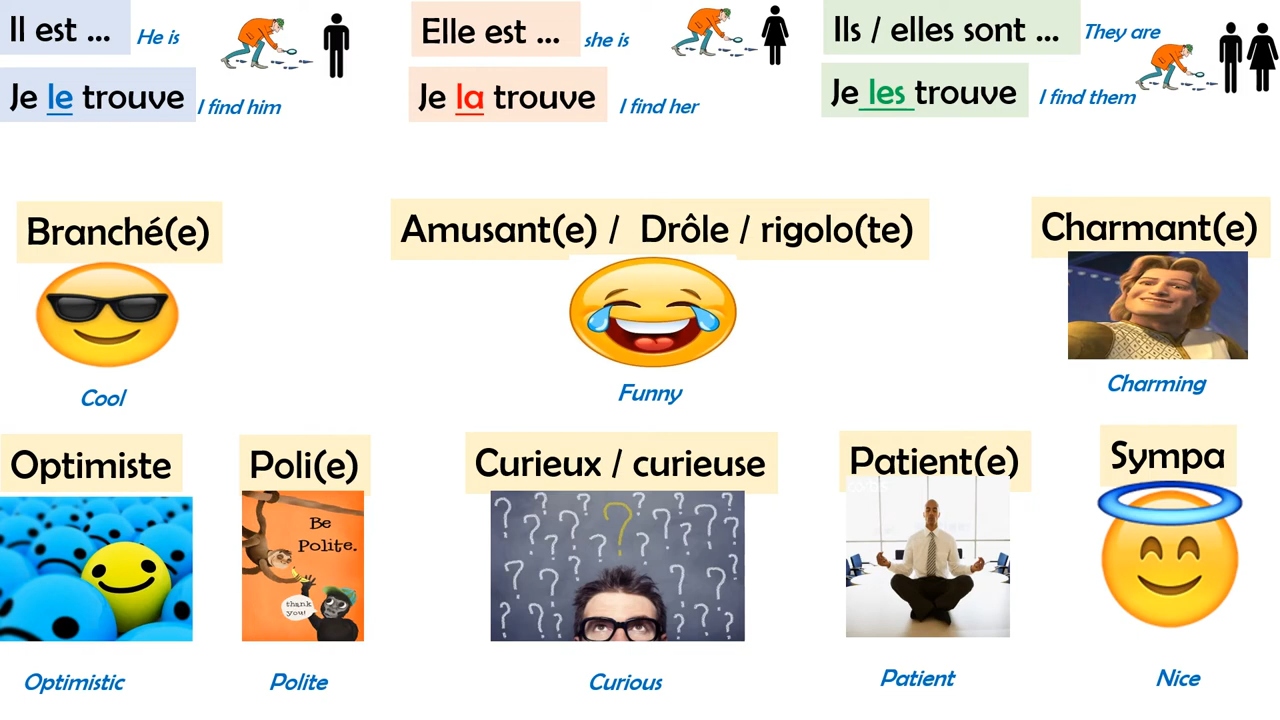 Il est ... He is
Je le trouve I find him
Elle est ... she is
Je la trouve I find her
Ils / elles sont ... They are
Je les trouve I find them
Branché(e)
Cool
Amusant(e) / Drôle / rigolo(te)
Funny
Charmant(e)
Charming
Optimiste
Optimistic
Poli(e)
Be
Polite.
thank
you!
Polite
Curieux / curieuse
? ? ? ? ? ? ? ?
Curious
Patient(e)
Patient
Sympa
Nice